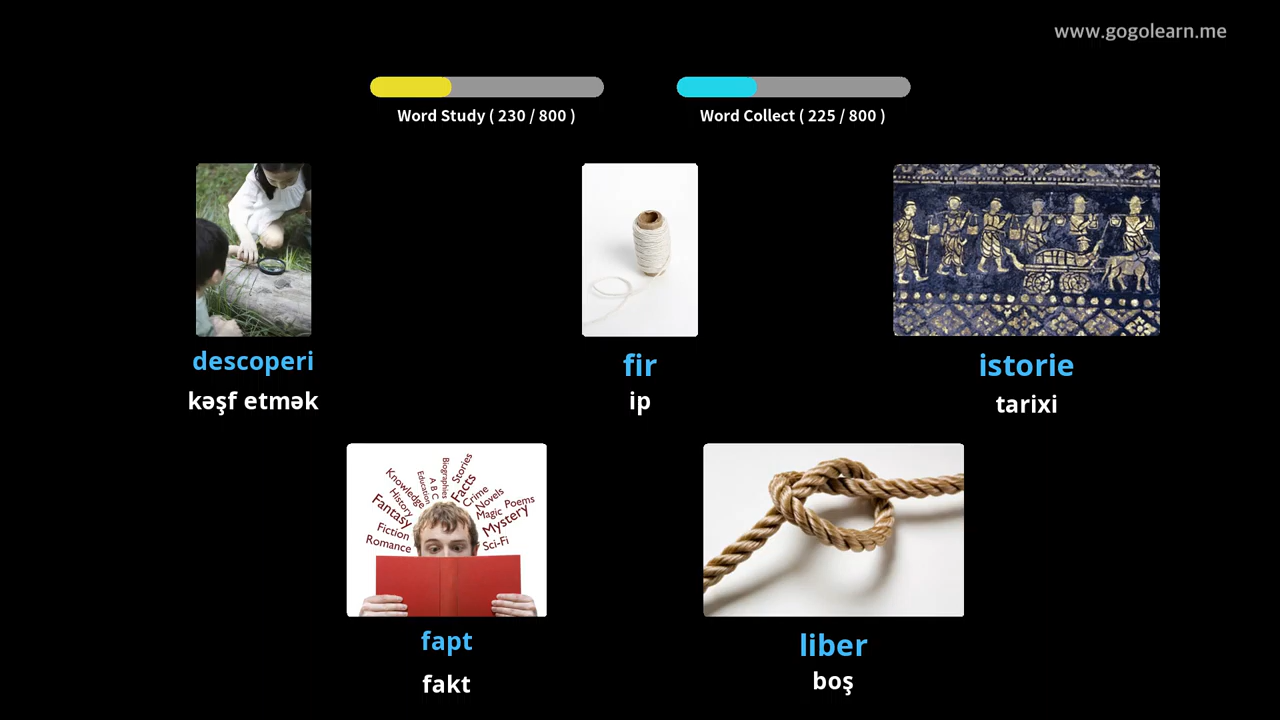 www.gogolearn.me
Word Study ( 230 / 800 )
Word Collect ( 225 / 800 )
descoperi
kəşf etmək
fir
ip
istorie
tarixi
Knowledge
History
Fantasy
Fiction
Romance
Education
A B C
Biographies
Stories
Facts
Crime
Novels
Magic
Poems
Mystery
Sci-Fi
fapt
fakt
liber
boş